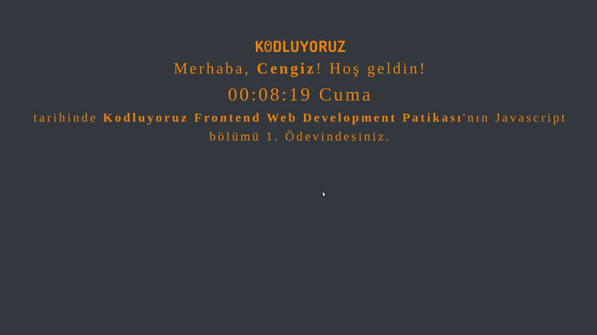 KODLUYORUZ
Merhaba, Cengiz! Hoş geldin!
00:08:19 Cuma
tarihinde Kodluyoruz Frontend Web Development Patikası'nın Javascript
bölümü 1. Ödevindesiniz.